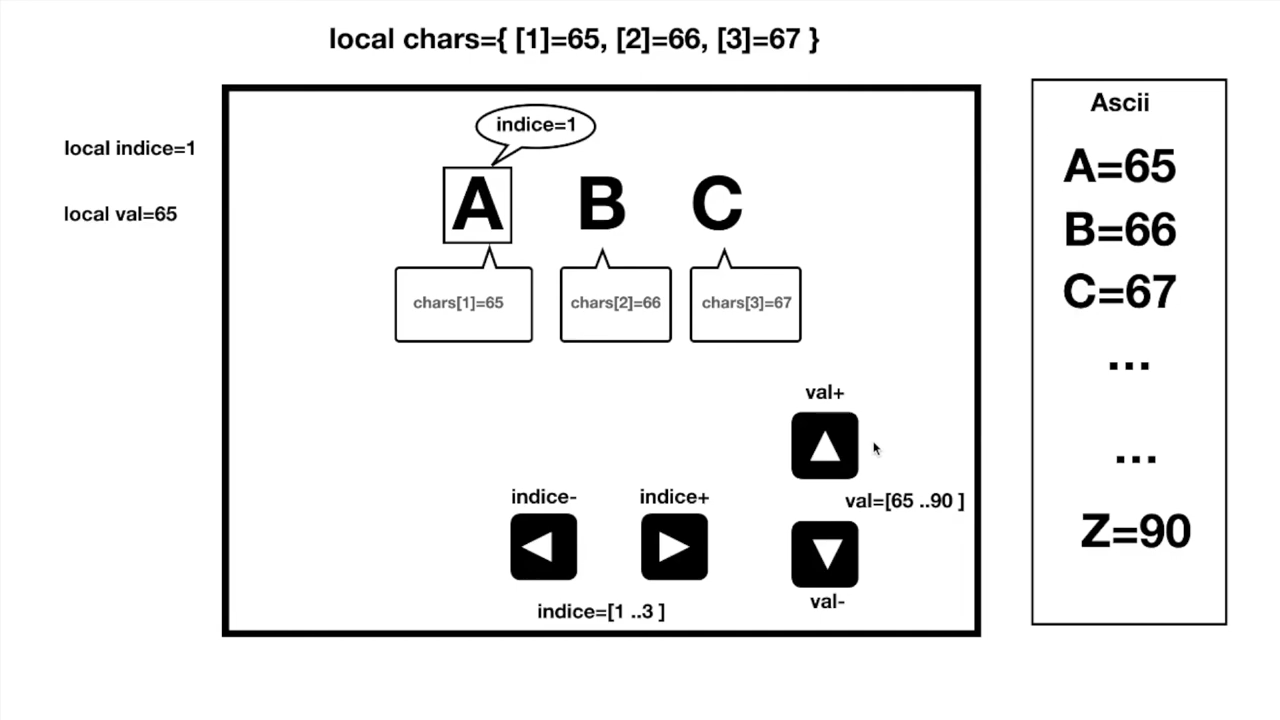 local chars={ [1]=65, [2]=66, [3]=67 }
local indice=1
local val=65
indice=1
A B C
chars[1]=65 chars[2]=66 chars[3]=67
val+
val=[65 ..90 ]
val-
indice- indice+
indice=[1 ..3 ]
Ascii
A=65
B=66
C=67
...
...
Z=90